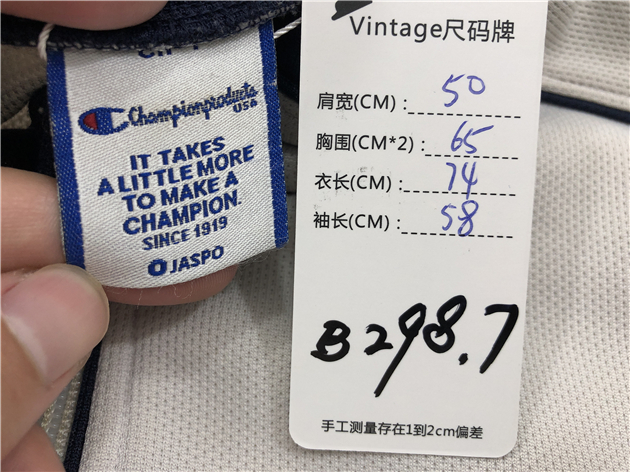 Championproducts
USA
IT TAKES
A LITTLE MORE
TO MAKE A
CHAMPION.
SINCE 1919
JASPO
Vintage尺码牌
肩宽(CM): 50
胸围(CM*2): 65
衣长(CM): 74
袖长(CM): 58
B298.7
手工测量存在1到2cm偏差